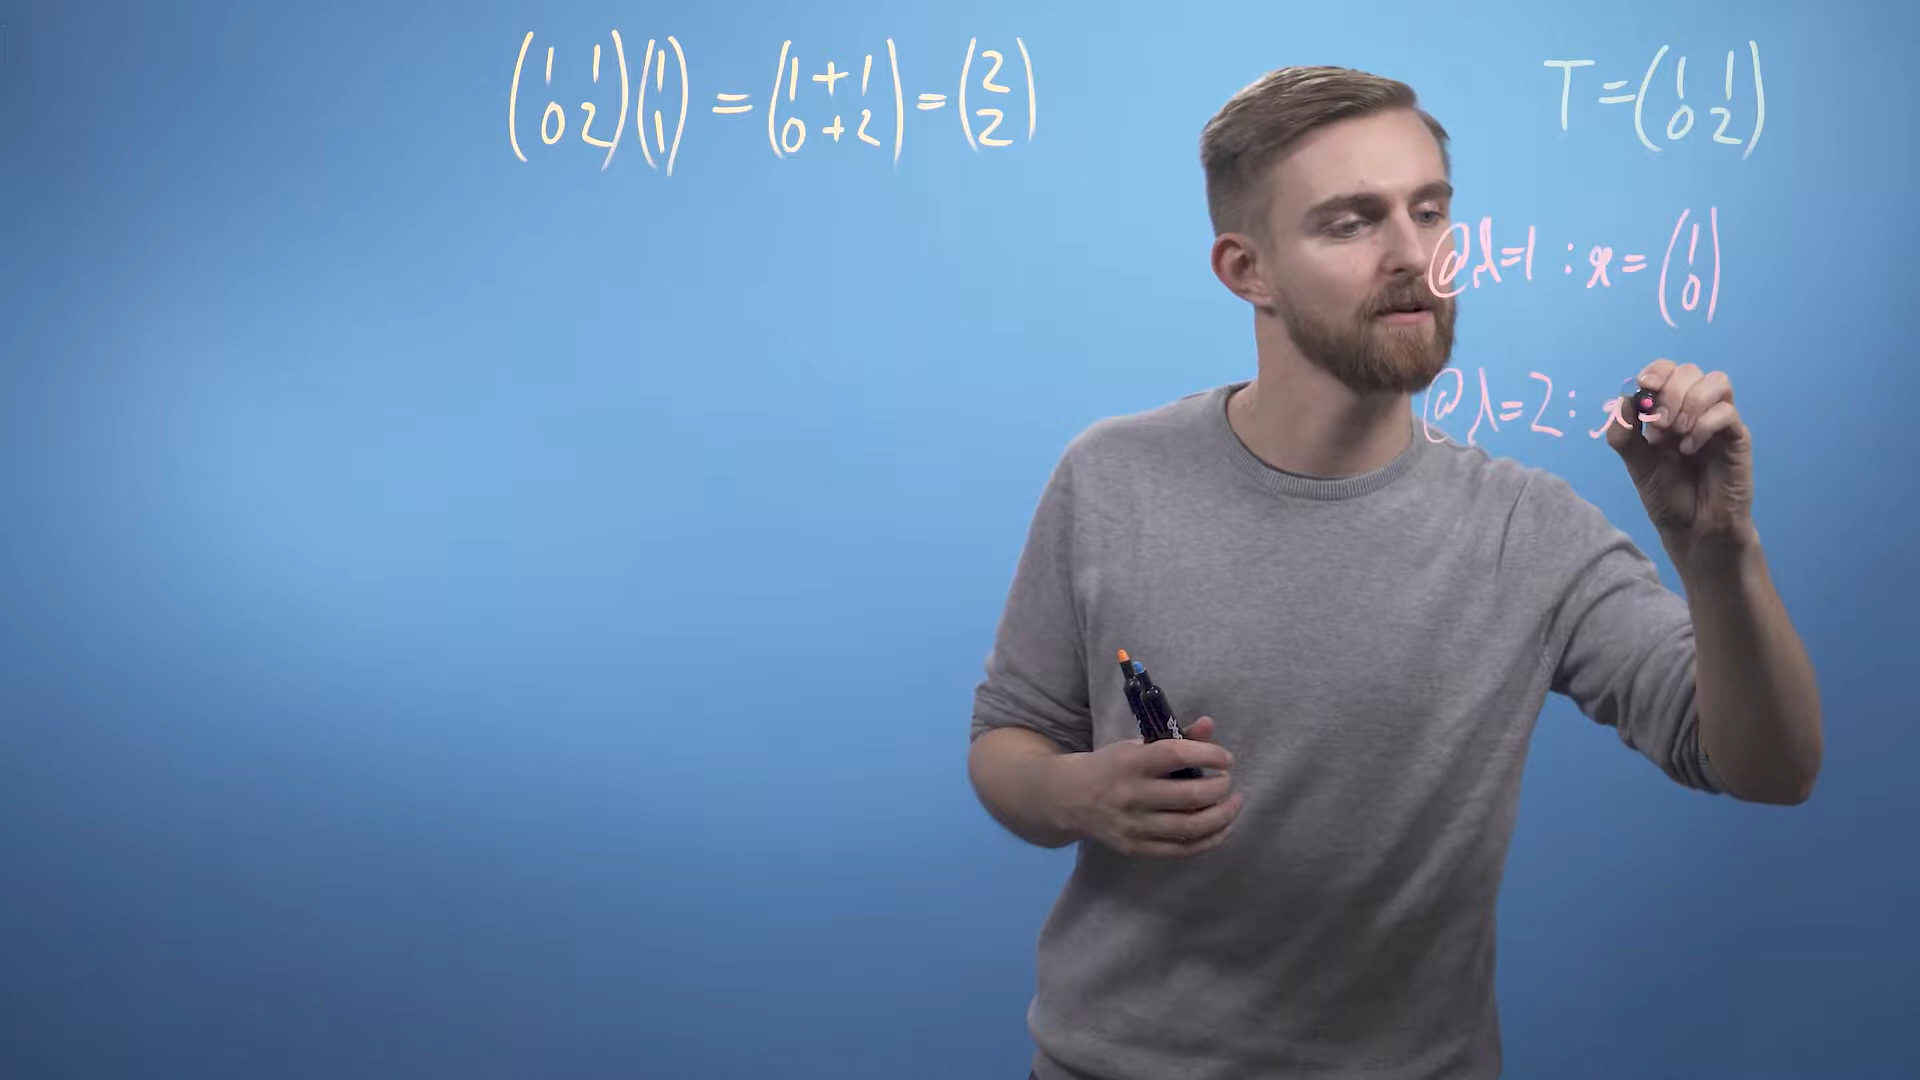 (1 1 0 2)(1 1) = (1+1 0+2) = (2 2)
T = (1 1 0 2)
@λ=1 : x = (1 0)
@λ=2 : x =